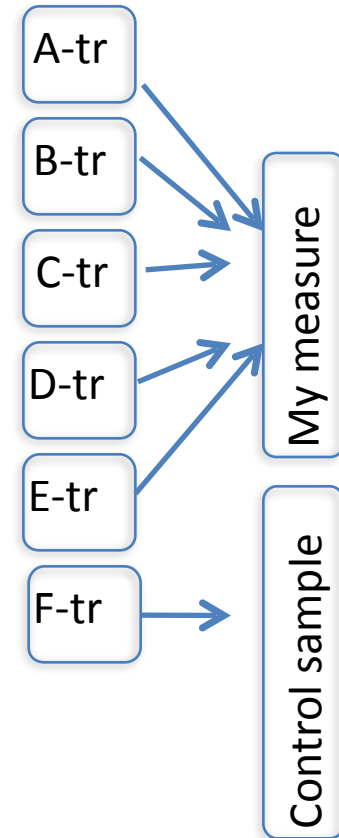 A-tr
B-tr
C-tr
D-tr
E-tr
F-tr
My measure
Control sample